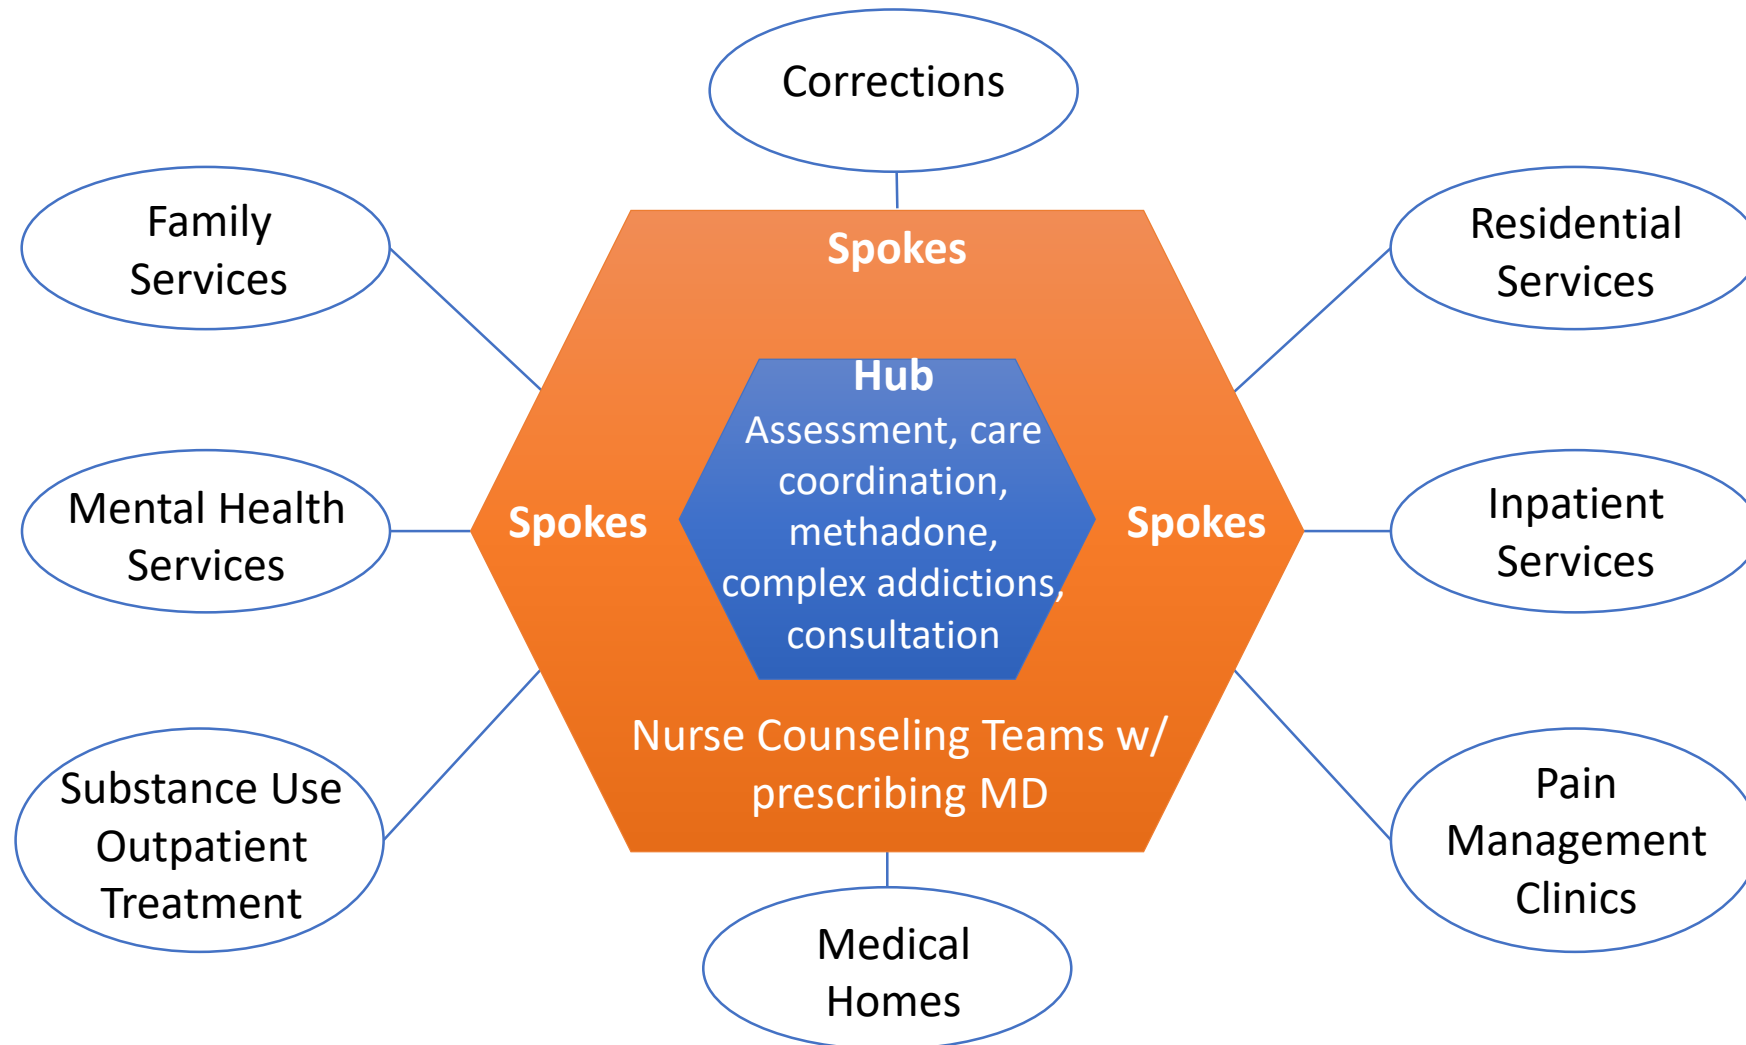 Corrections
Family
Services
Residential
Services
Spokes
Hub
Assessment, care
coordination,
methadone,
complex addictions,
consultation
Mental Health
Services
Spokes
Spokes
Inpatient
Services
Nurse Counseling Teams w/
prescribing MD
Substance Use
Outpatient
Treatment
Pain
Management
Clinics
Medical
Homes